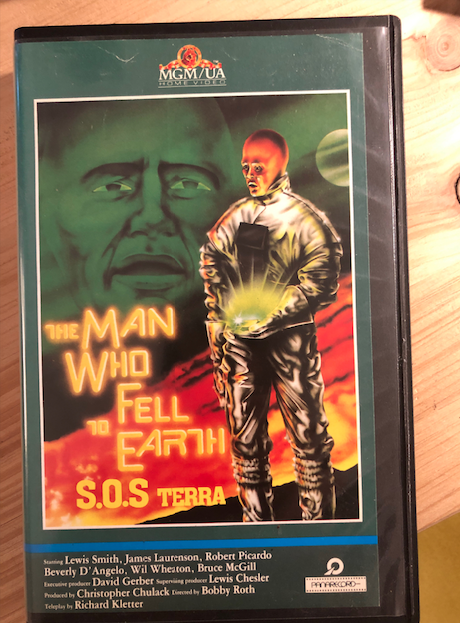 MGM/UA
HOME VIDEO
THE MAN
WHO
FELL
TO EARTH
S.O.S TERRA
Starring Lewis Smith, James Laurenson, Robert Picardo
Beverly D'Angelo, Wil Wheaton, Bruce McGill
Executive producer David Gerber Supervising producer Lewis Chesler
Produced by Christopher Chulack Directed by Bobby Roth
Teleplay by Richard Kletter
PANARECORD